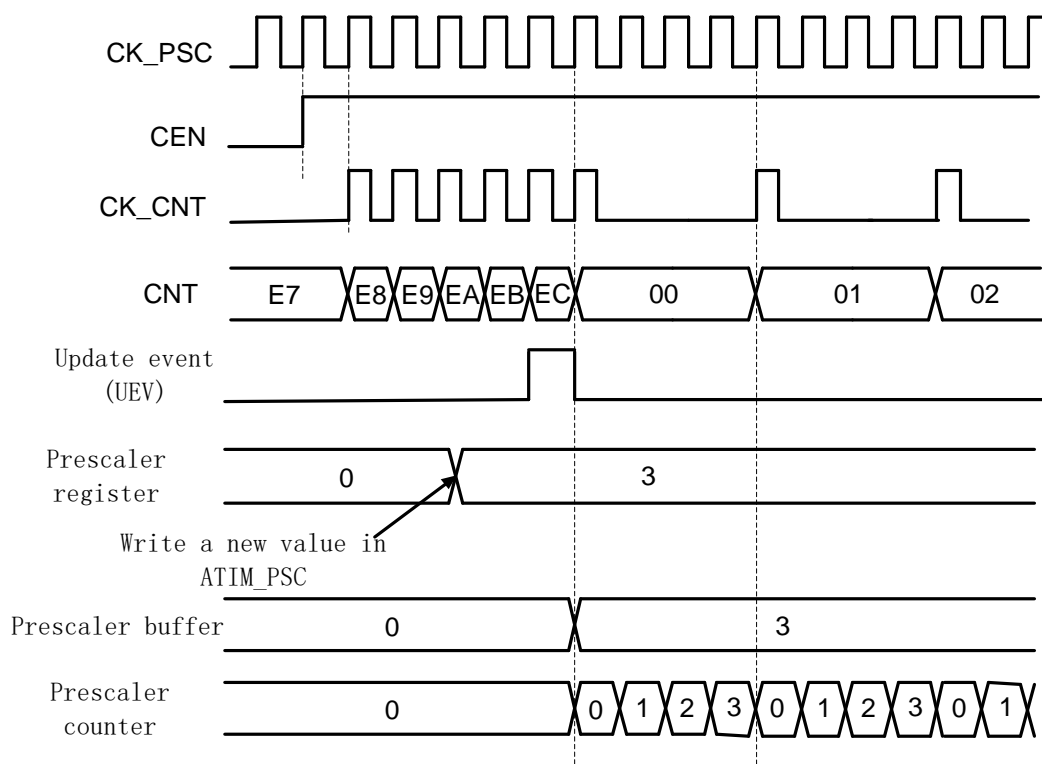 CK_PSC
CEN
CK_CNT
CNT E7 E8 E9 EA EB EC 00 01 02
Update event
(UEV)
Prescaler
register
0 3
Write a new value in
ATIM_PSC
Prescaler buffer 0 3
Prescaler
counter
0 0 1 2 3 0 1 2 3 0 1